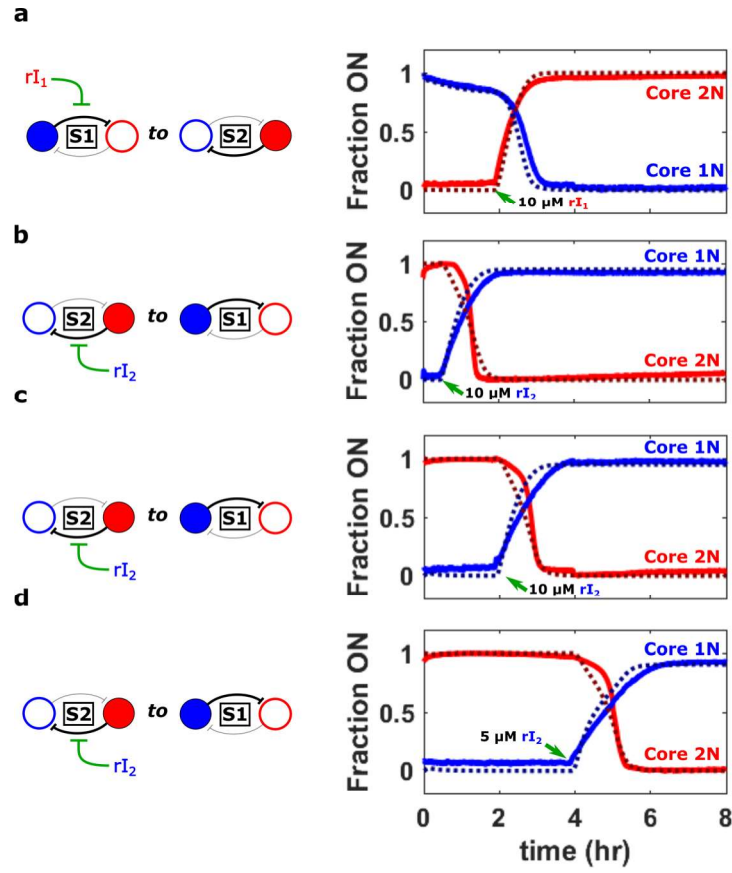 a
rI₁
S1 to S2
Fraction ON
1
0.5
0
Core 2N
Core 1N
10 µM rI₁
b
S2 to S1
rI₂
Fraction ON
1
0.5
0
Core 1N
Core 2N
10 µM rI₂
c
S2 to S1
rI₂
Fraction ON
1
0.5
0
Core 1N
Core 2N
10 µM rI₂
d
S2 to S1
rI₂
Fraction ON
1
0.5
0
Core 1N
5 µM rI₂
Core 2N
0 2 4 6 8
time (hr)